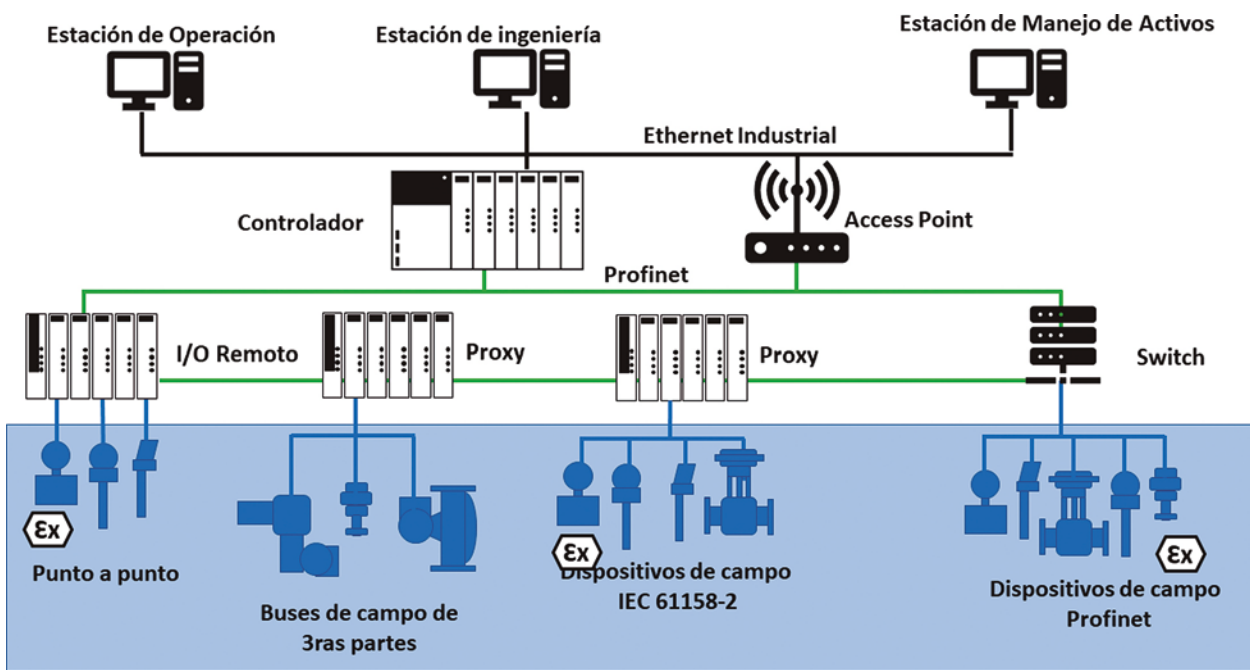 Estación de Operación
Estación de ingeniería
Estación de Manejo de Activos
Ethernet Industrial
Controlador
Access Point
Profinet
I/O Remoto
Proxy
Proxy
Switch
Ɛx
Punto a punto
Buses de campo de
3ras partes
Ɛx
Dispositivos de campo
IEC 61158-2
Ɛx
Dispositivos de campo
Profinet